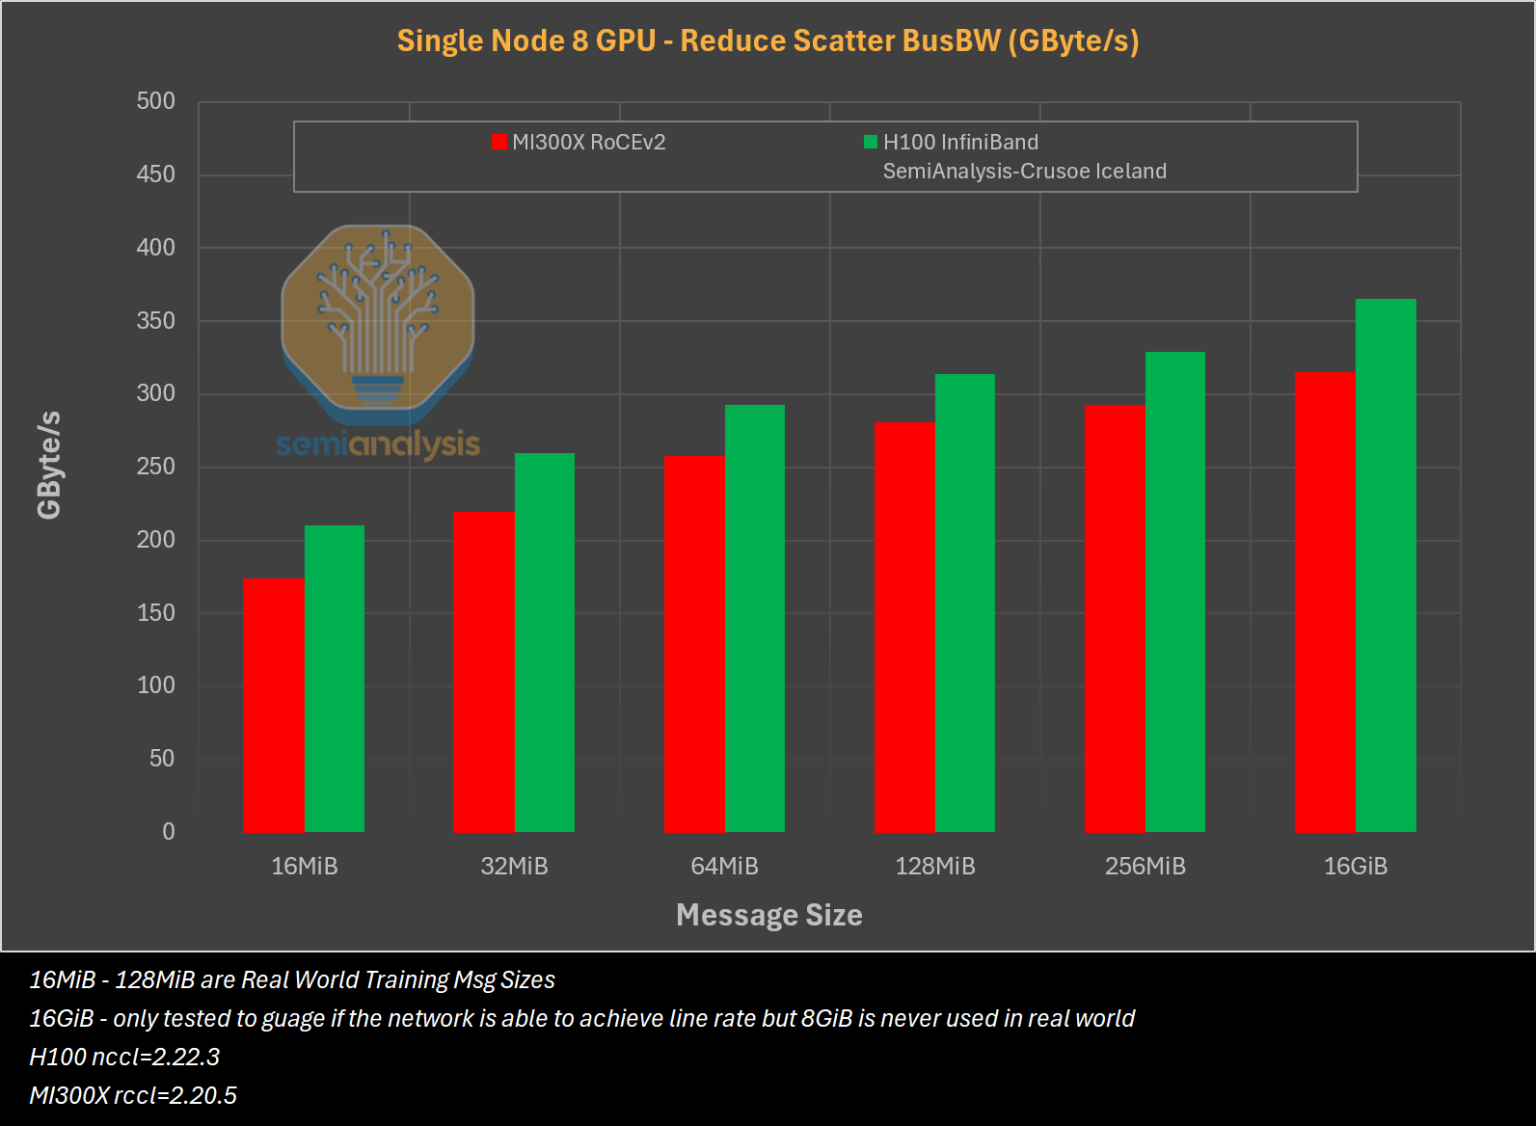 Single Node 8 GPU - Reduce Scatter BusBW (GByte/s)
500
450
400
350
300
250
200
150
100
50
0
GByte/s
MI300X RoCEv2
H100 InfiniBand
SemiAnalysis-Crusoe Iceland
semianalysis
16MiB
32MiB
64MiB
128MiB
256MiB
16GiB
Message Size
16MiB - 128MiB are Real World Training Msg Sizes
16GiB - only tested to guage if the network is able to achieve line rate but 8GiB is never used in real world
H100 nccl=2.22.3
MI300X rccl=2.20.5